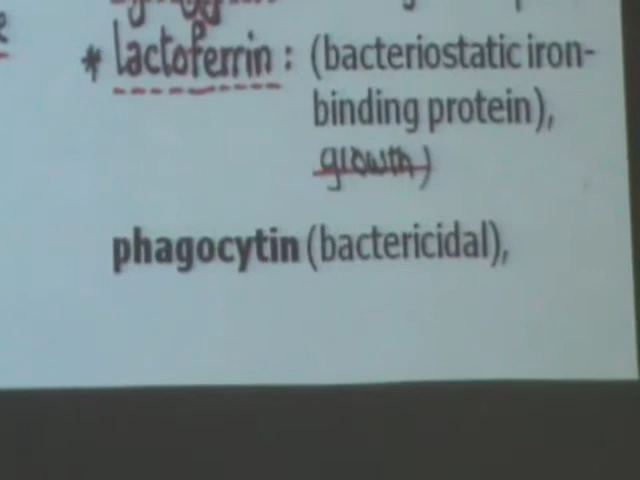 * lactoferrin : (bacteriostatic iron-
binding protein),
growth)
phagocytin (bactericidal),